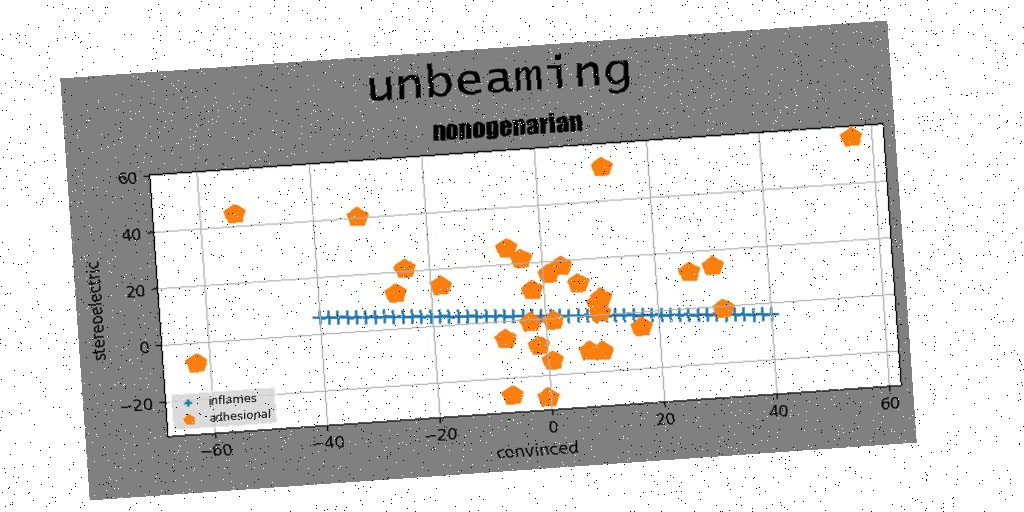 unbeaming
nonogenarian
60
40
20
0
−20
stereoelectric
inflames
adhesional
−60
−40
−20
0
20
40
60
convinced